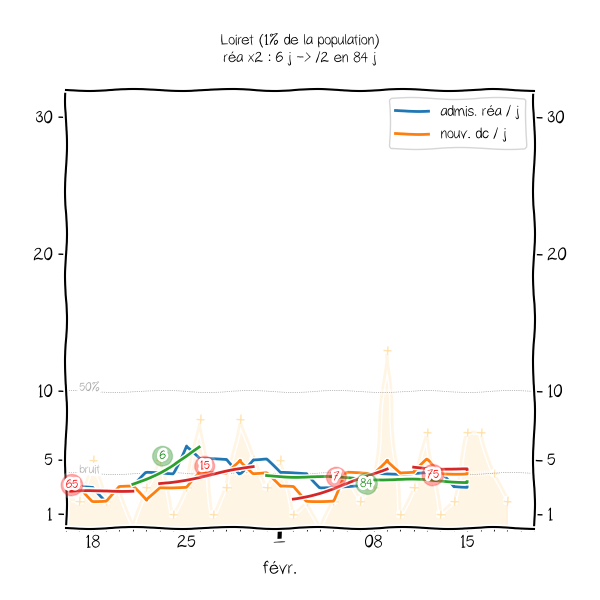 Loiret (1% de la population)
réa x2 : 6 j -> /2 en 84 j
admis. réa / j
nouv. dc / j
30 30
20 20
10 10
50%
5 5
bruit
1 1
65 6 15 7 84 75
18 25 08 15
févr.